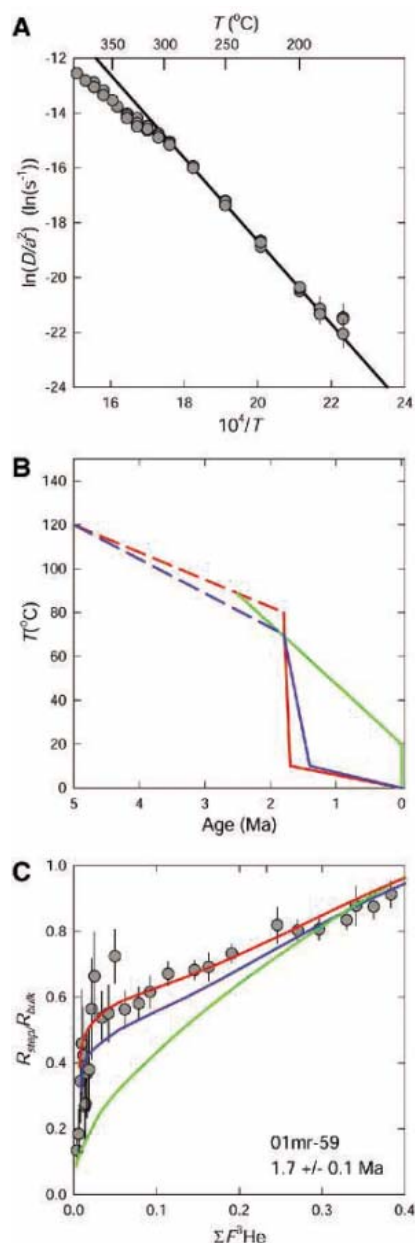 A
T (°C)
350 300 250 200
-12
-14
-16
-18
-20
-22
-24
ln(D/a²) (ln(s⁻¹))
16 18 20 22 24
10⁴/T
B
140
120
100
80
60
40
20
0
T(°C)
5 4 3 2 1 0
Age (Ma)
C
1.0
0.8
0.6
0.4
0.2
0.0
Rstep/Rbulk
01mr-59
1.7 +/- 0.1 Ma
0.0 0.1 0.2 0.3 0.4
ΣF³He